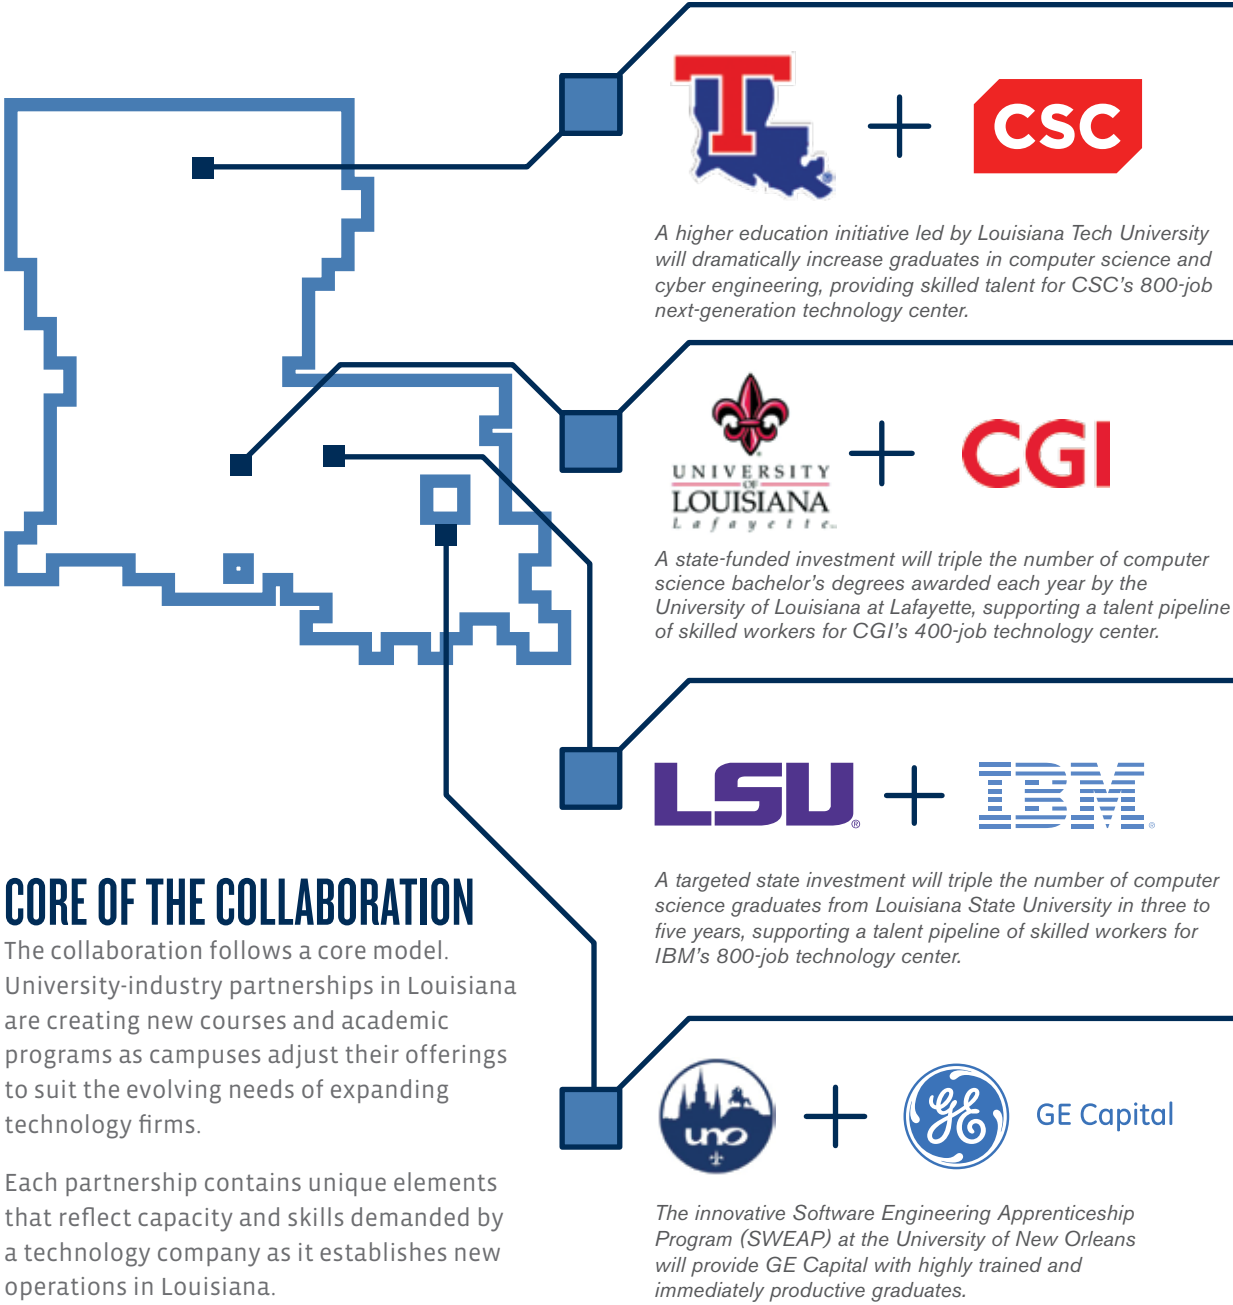 T
CSC
A higher education initiative led by Louisiana Tech University
will dramatically increase graduates in computer science and
cyber engineering, providing skilled talent for CSC's 800-job
next-generation technology center.
UNIVERSITY
OF
LOUISIANA
Lafayette
CGI
A state-funded investment will triple the number of computer
science bachelor's degrees awarded each year by the
University of Louisiana at Lafayette, supporting a talent pipeline
of skilled workers for CGI's 400-job technology center.
LSU®
IBM®
A targeted state investment will triple the number of computer
science graduates from Louisiana State University in three to
five years, supporting a talent pipeline of skilled workers for
IBM's 800-job technology center.
CORE OF THE COLLABORATION
The collaboration follows a core model.
University-industry partnerships in Louisiana
are creating new courses and academic
programs as campuses adjust their offerings
to suit the evolving needs of expanding
technology firms.
Each partnership contains unique elements
that reflect capacity and skills demanded by
a technology company as it establishes new
operations in Louisiana.
uno
GE
GE Capital
The innovative Software Engineering Apprenticeship
Program (SWEAP) at the University of New Orleans
will provide GE Capital with highly trained and
immediately productive graduates.